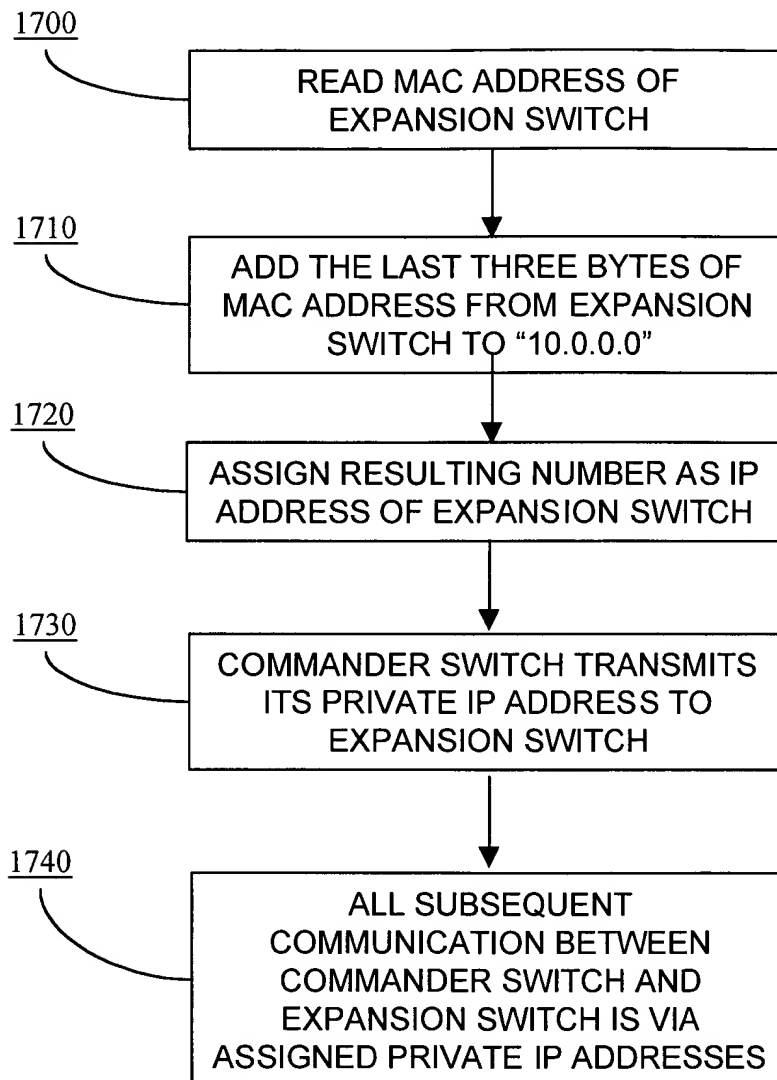 1700
READ MAC ADDRESS OF
EXPANSION SWITCH
1710
ADD THE LAST THREE BYTES OF
MAC ADDRESS FROM EXPANSION
SWITCH TO “10.0.0.0”
1720
ASSIGN RESULTING NUMBER AS IP
ADDRESS OF EXPANSION SWITCH
1730
COMMANDER SWITCH TRANSMITS
ITS PRIVATE IP ADDRESS TO
EXPANSION SWITCH
1740
ALL SUBSEQUENT
COMMUNICATION BETWEEN
COMMANDER SWITCH AND
EXPANSION SWITCH IS VIA
ASSIGNED PRIVATE IP ADDRESSES